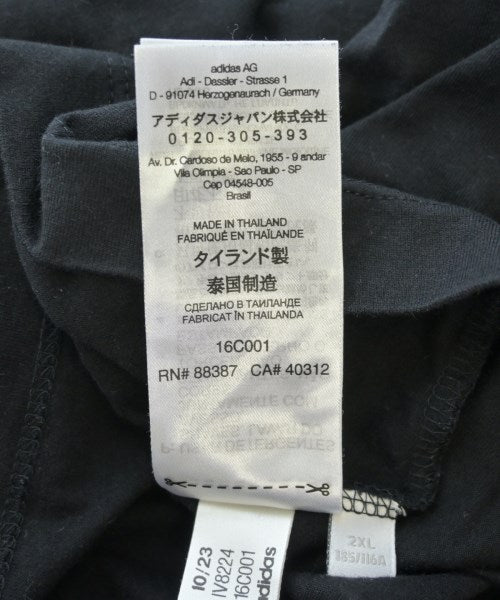 adidas AG
Adi - Dassler - Strasse 1
D - 91074 Herzogenaurach / Germany
アディダスジャパン株式会社
0120-305-393
Av. Dr. Cardoso de Melo, 1955 - 9 andar
Vila Olimpia - Sao Paulo - SP
Cep 04548-005
Brasil
MADE IN THAILAND
FABRIQUÉ EN THAÏLANDE
タイランド製
泰国制造
СДЕЛАНО В ТАИЛАНДЕ
FABRICAT ÎN THAILANDA
16C001
RN# 88387 CA# 40312
10/23
IV8224
16C001
adidas
2XL
185/116A